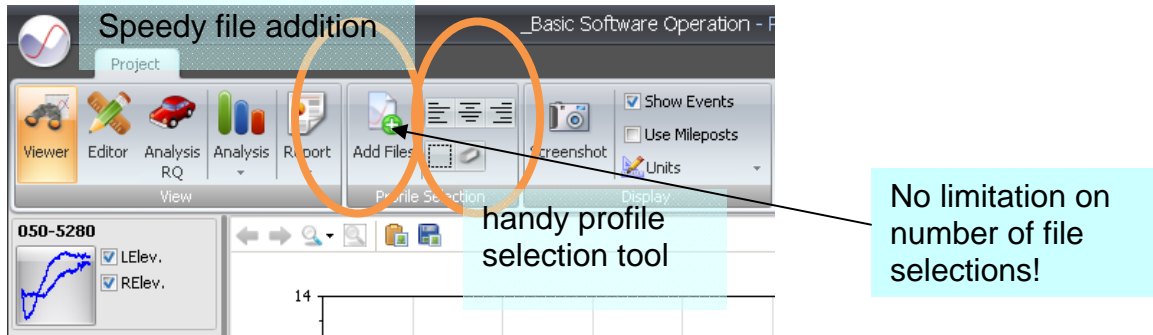 Speedy file addition
_Basic Software Operation -
Project
Viewer
Editor
Analysis
RQ
Analysis
Report
Add Files
Screenshot
Show Events
Use Mileposts
Units
View
Profile Selection
Display
050-5280
LElev.
RElev.
14
handy profile
selection tool
No limitation on
number of file
selections!